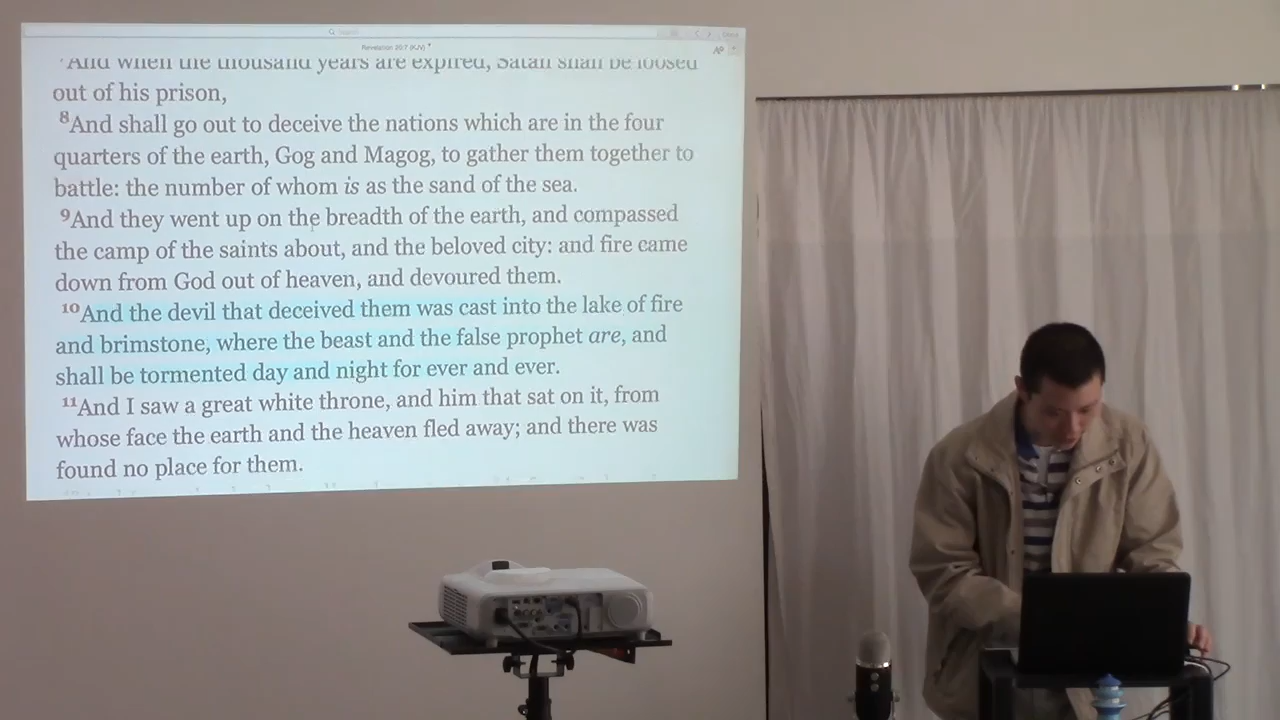 Revelation 20:7 (KJV)
And when the thousand years are expired, Satan shall be loosed
out of his prison,
8And shall go out to deceive the nations which are in the four
quarters of the earth, Gog and Magog, to gather them together to
battle: the number of whom is as the sand of the sea.
9And they went up on the breadth of the earth, and compassed
the camp of the saints about, and the beloved city: and fire came
down from God out of heaven, and devoured them.
10And the devil that deceived them was cast into the lake of fire
and brimstone, where the beast and the false prophet are, and
shall be tormented day and night for ever and ever.
11And I saw a great white throne, and him that sat on it, from
whose face the earth and the heaven fled away; and there was
found no place for them.